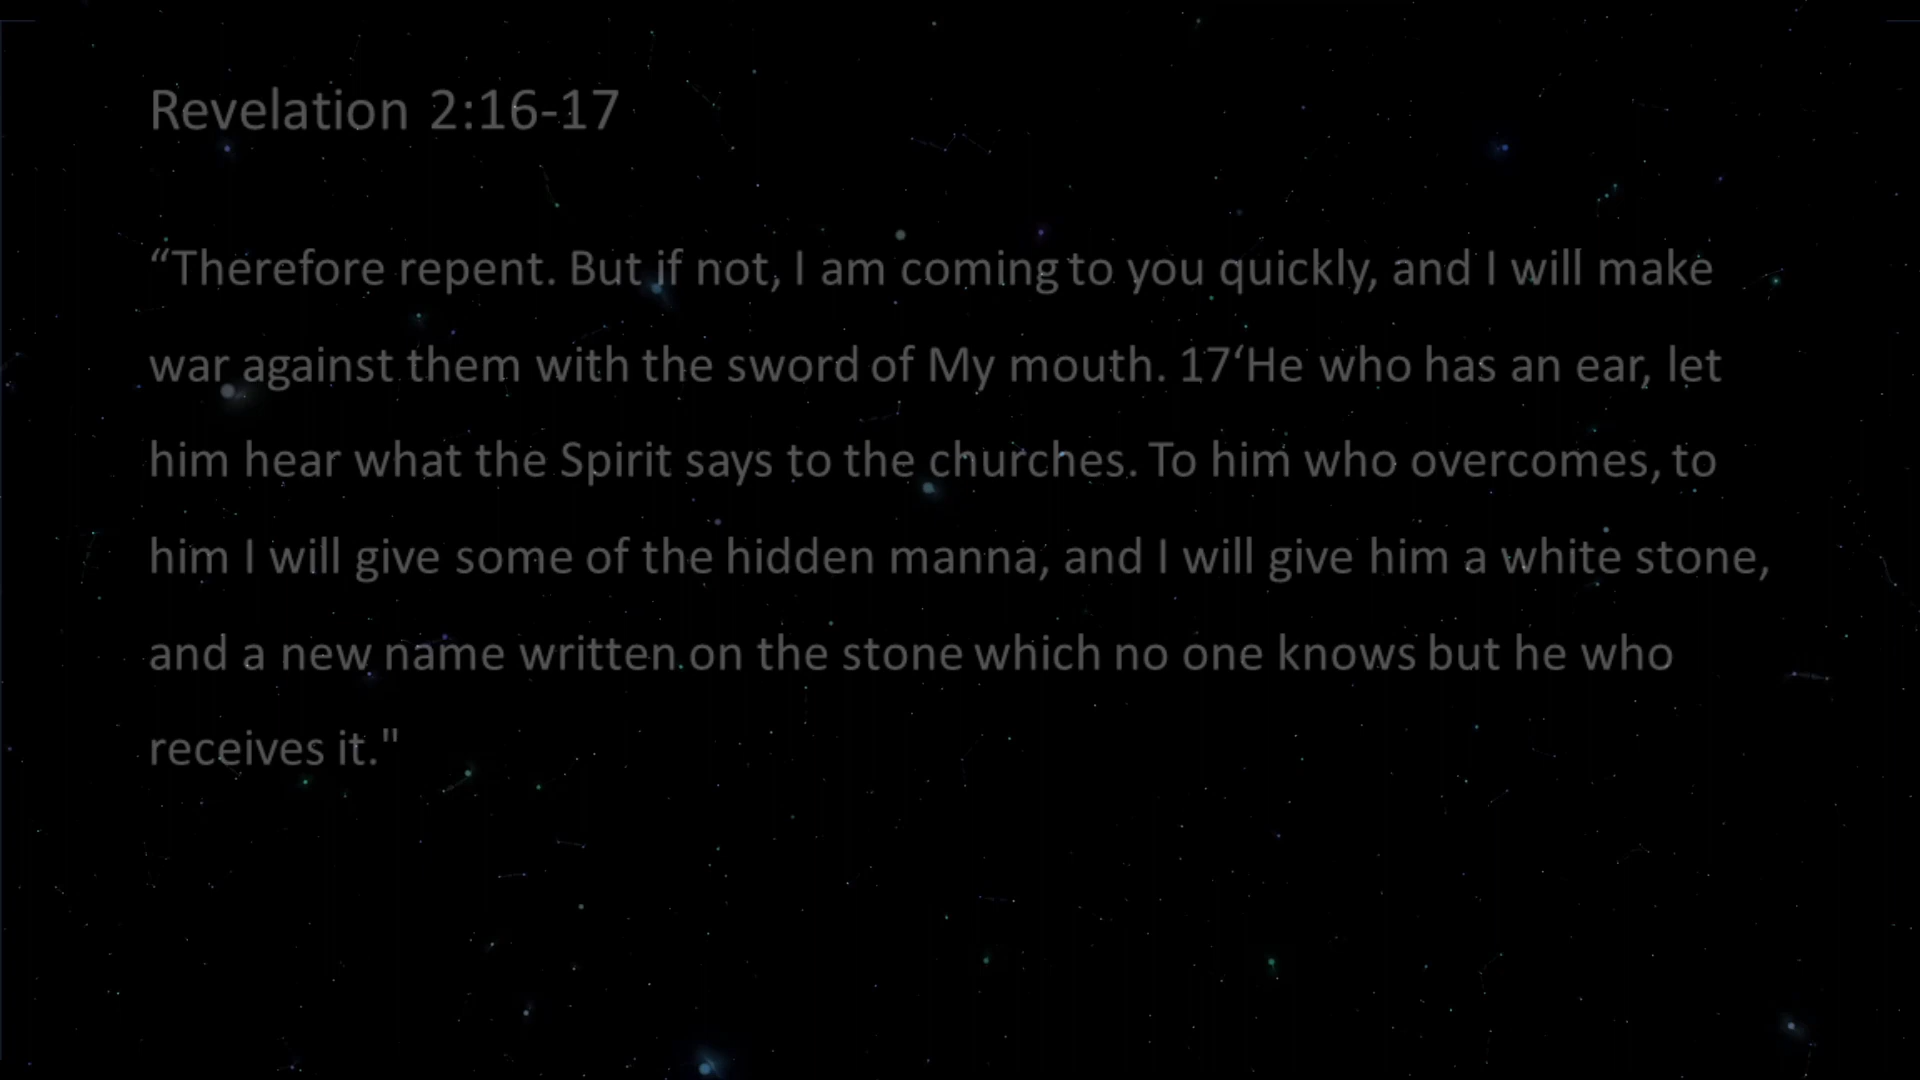 Revelation 2:16-17
“Therefore repent. But if not, I am coming to you quickly, and I will make
war against them with the sword of My mouth. 17‘He who has an ear, let
him hear what the Spirit says to the churches. To him who overcomes, to
him I will give some of the hidden manna, and I will give him a white stone,
and a new name written on the stone which no one knows but he who
receives it."